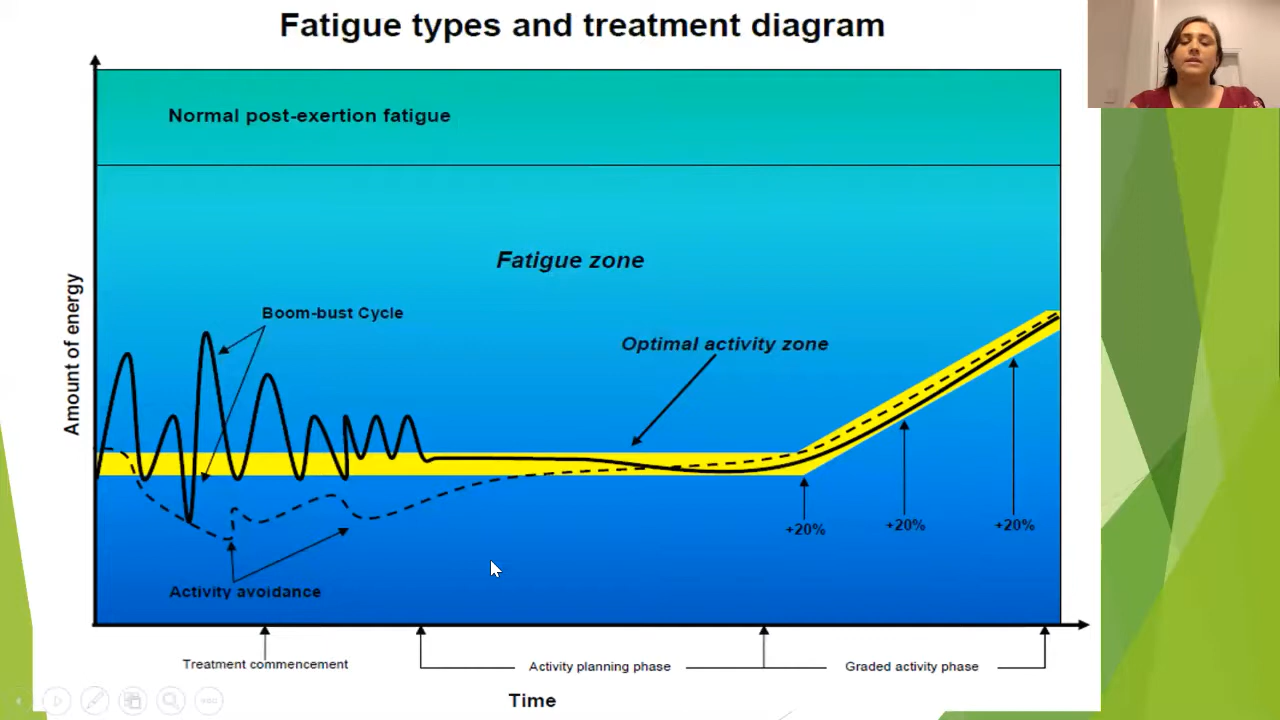 Fatigue types and treatment diagram
Normal post-exertion fatigue
Fatigue zone
Boom-bust Cycle
Optimal activity zone
Amount of energy
+20%
+20%
+20%
Activity avoidance
Treatment commencement
Activity planning phase
Graded activity phase
Time